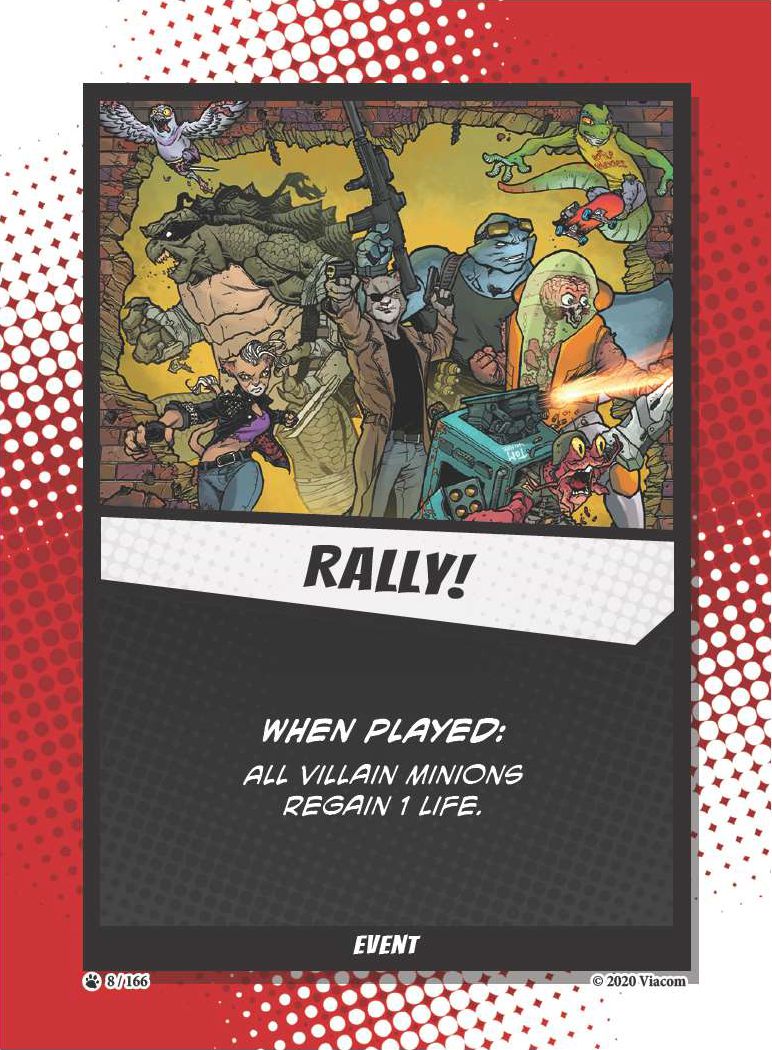 RALLY!
WHEN PLAYED:
ALL VILLAIN MINIONS
REGAIN 1 LIFE.
EVENT
8/166
© 2020 Viacom